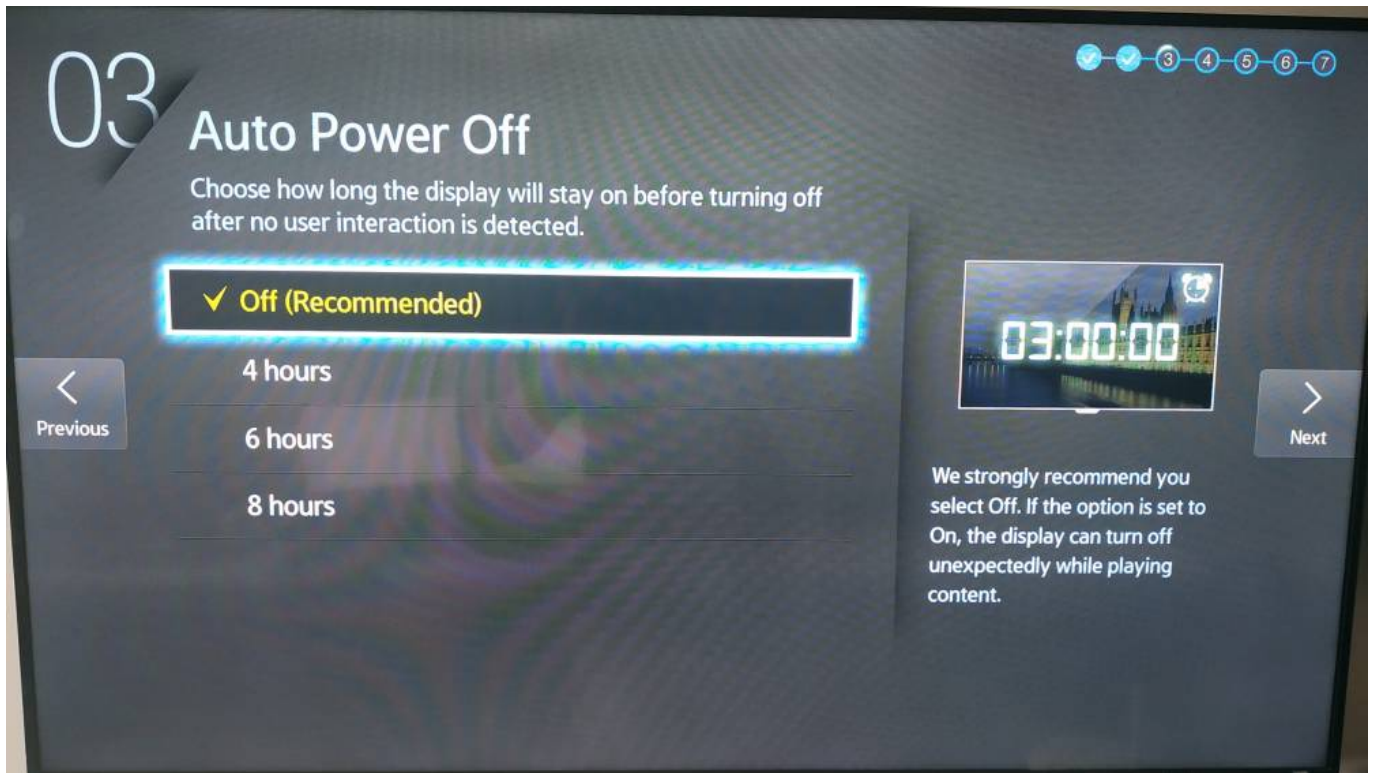 03
3 4 5 6 7
Auto Power Off
Choose how long the display will stay on before turning off
after no user interaction is detected.
Off (Recommended)
4 hours
6 hours
8 hours
Previous
03:00:00
Next
We strongly recommend you
select Off. If the option is set to
On, the display can turn off
unexpectedly while playing
content.